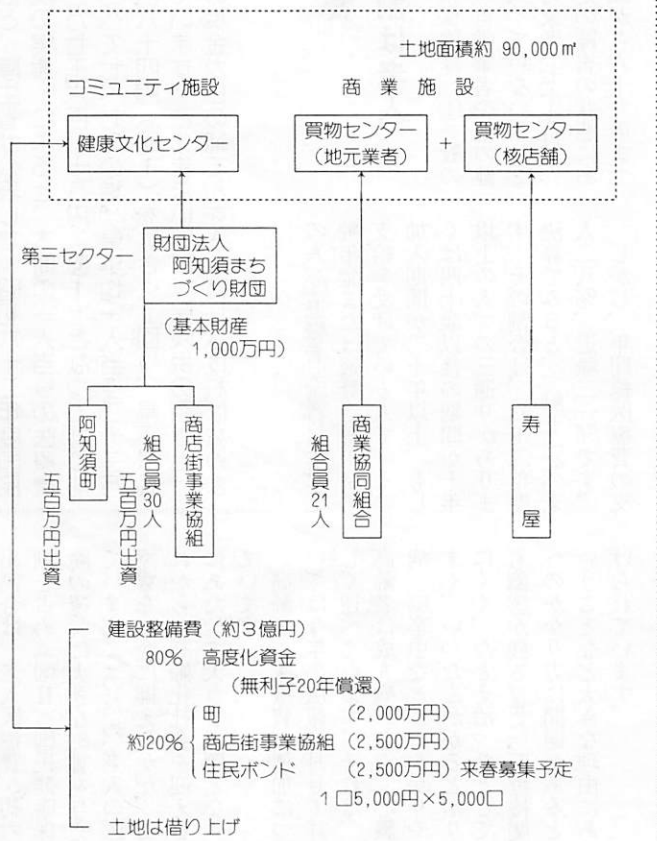 土地面積約 90,000㎡
コミュニティ施設
商業施設
健康文化センター
買物センター
(地元業者)
+
買物センター
(核店舗)
第三セクター
財団法人
阿知須まち
づくり財団
(基本財産
1,000万円)
阿知須町
五百万円出資
商店街事業協組
組合員30人
五百万円出資
商業協同組合
組合員21人
寿屋
建設整備費(約3億円)
80% 高度化資金
(無利子20年償還)
約20%
町 (2,000万円)
商店街事業協組 (2,500万円)
住民ボンド (2,500万円) 来春募集予定
1口5,000円×5,000口
土地は借り上げ